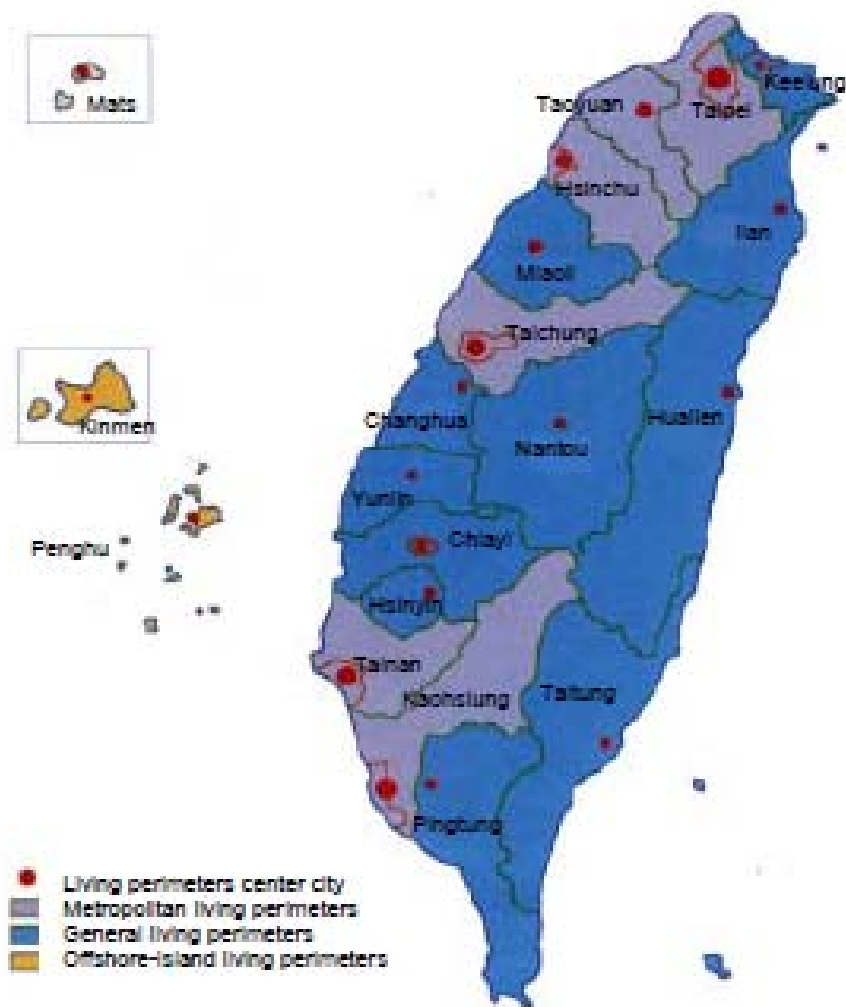 Mats
Keelung
Taoyuan
Taipei
Hsinchu
Ilan
Miaoli
Taichung
Kinmen
Changhua
Hualien
Nantou
Yunlin
Penghu
Chiayi
Hsinyin
Tainan
Kaohsiung
Taitung
Pingtung
Living perimeters center city
Metropolitan living perimeters
General living perimeters
Offshore-island living perimeters